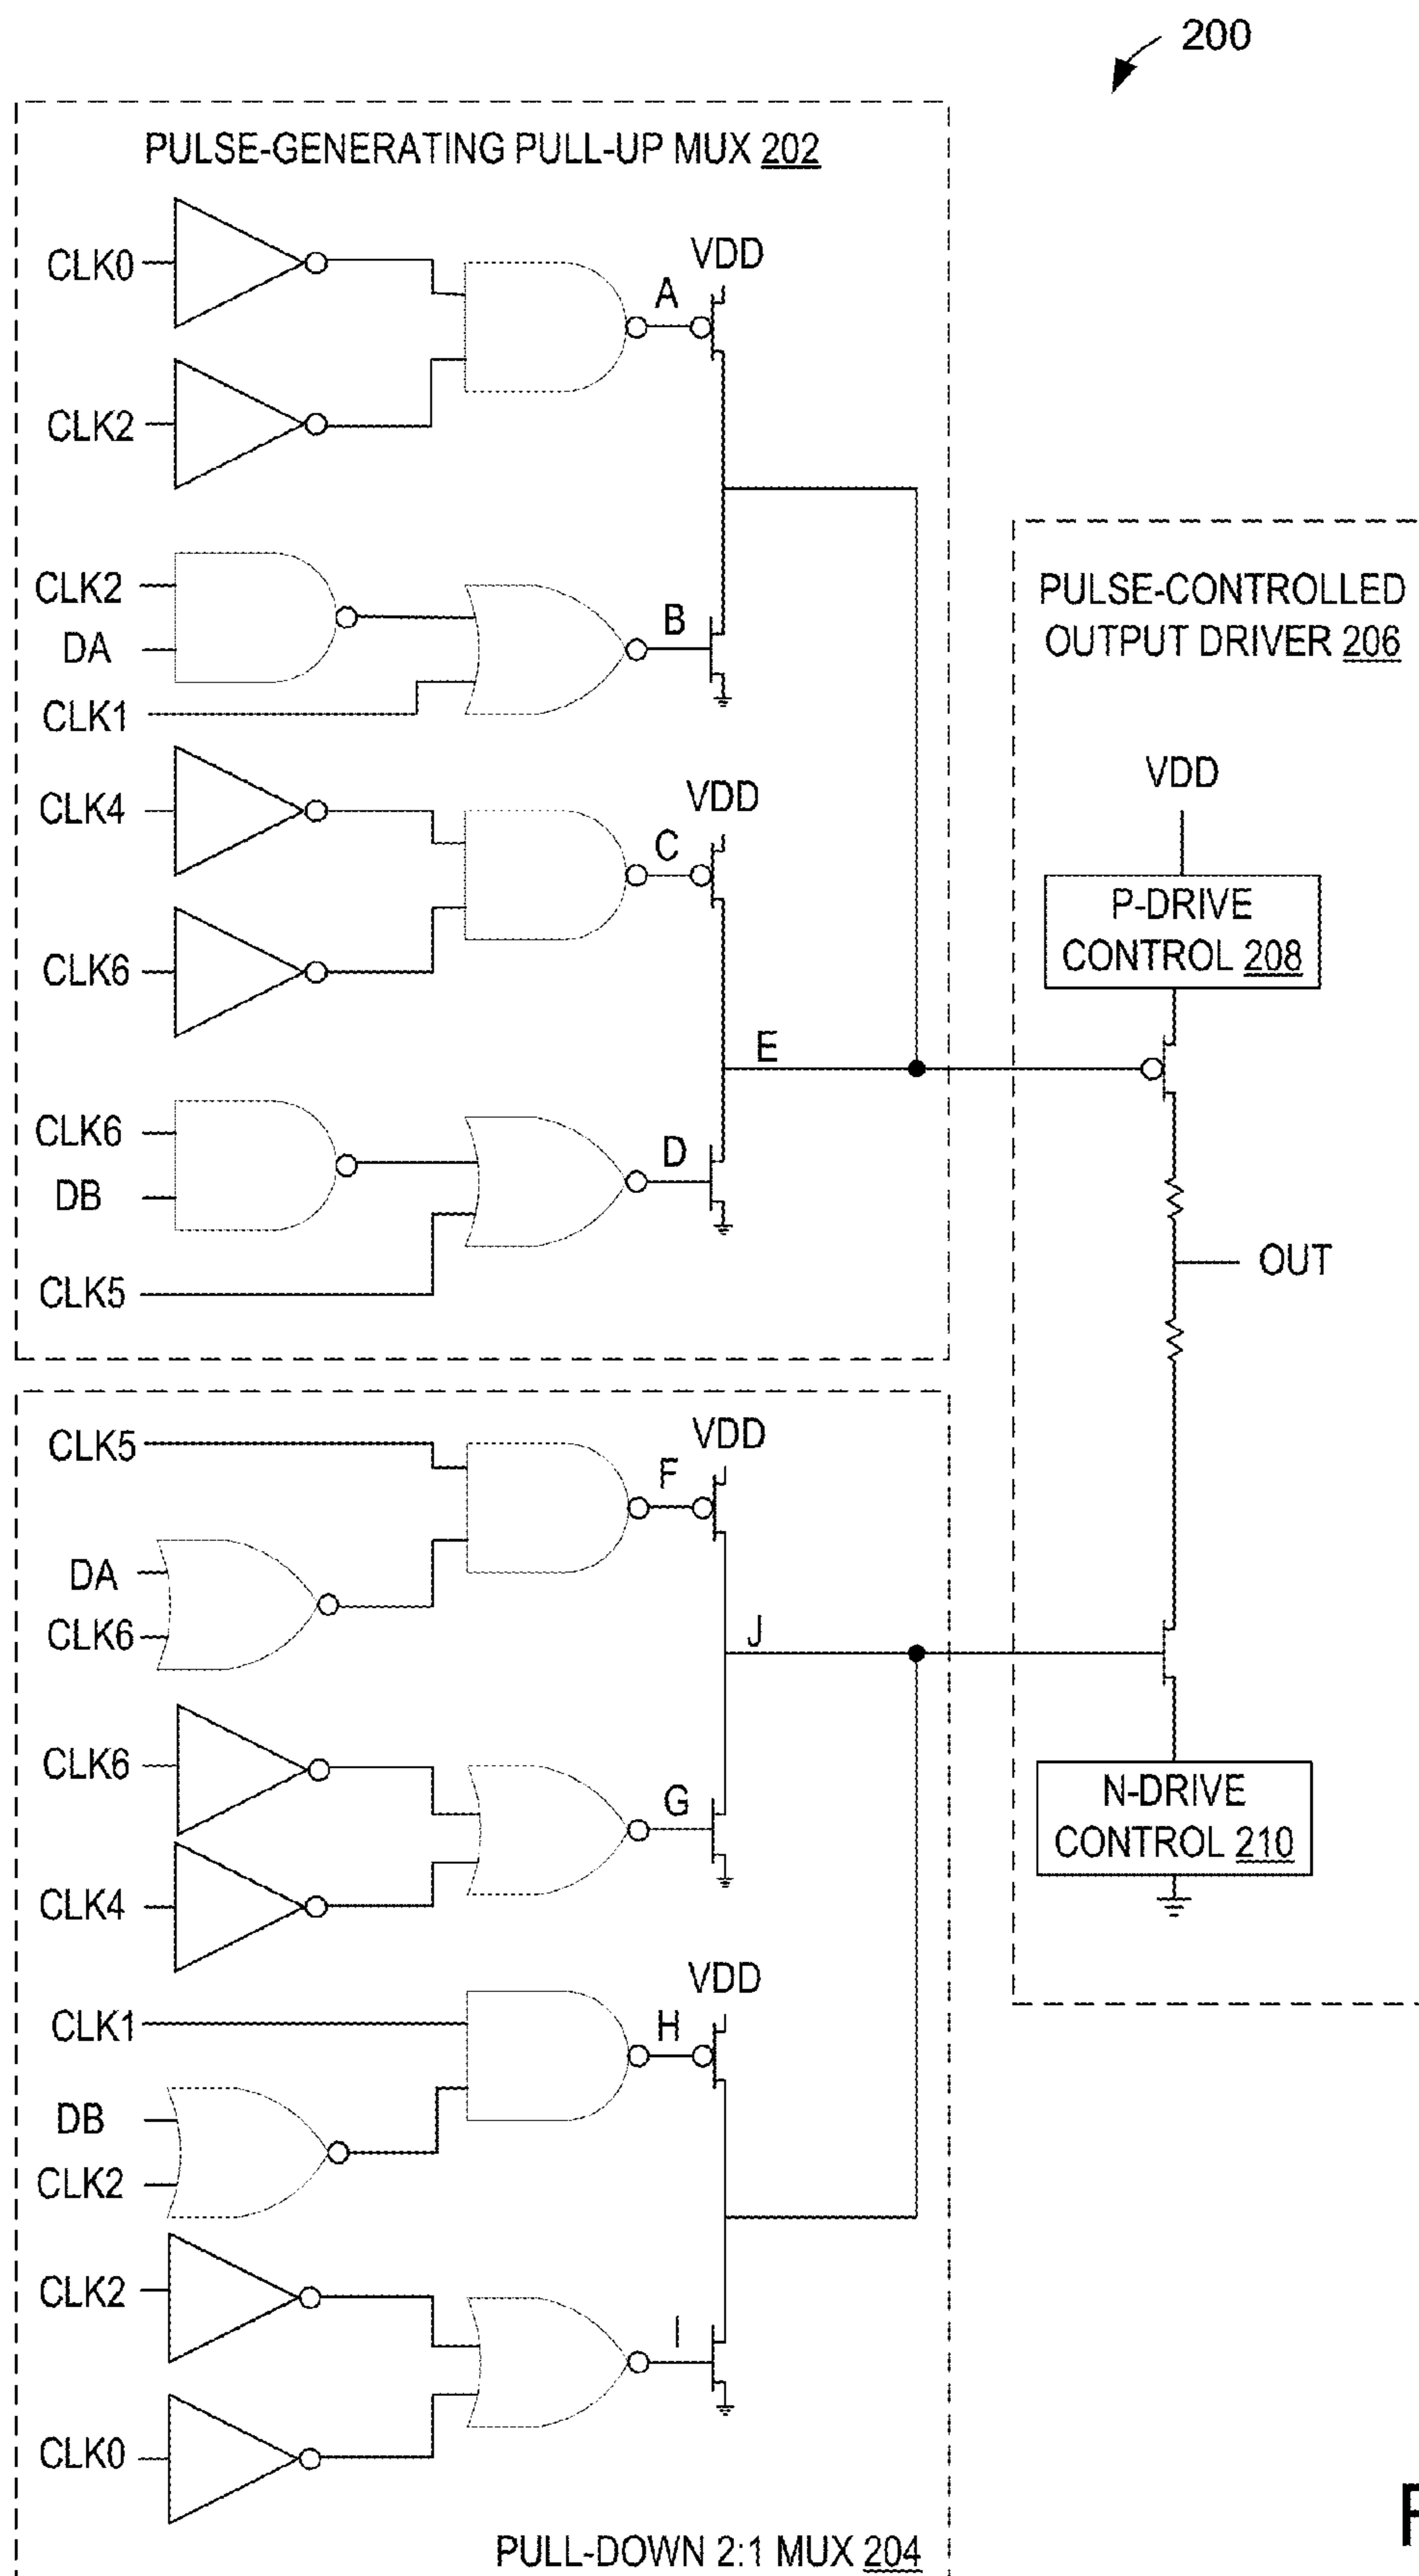 200
PULSE-GENERATING PULL-UP MUX 202
CLK0
VDD
A
CLK2
CLK2
DA
CLK1
B
PULSE-CONTROLLED
OUTPUT DRIVER 206
CLK4
VDD
C
CLK6
VDD
P-DRIVE
CONTROL 208
E
CLK6
DB
D
CLK5
OUT
CLK5
VDD
F
DA
CLK6
J
CLK6
G
CLK4
N-DRIVE
CONTROL 210
CLK1
VDD
H
DB
CLK2
CLK2
I
CLK0
PULL-DOWN 2:1 MUX 204